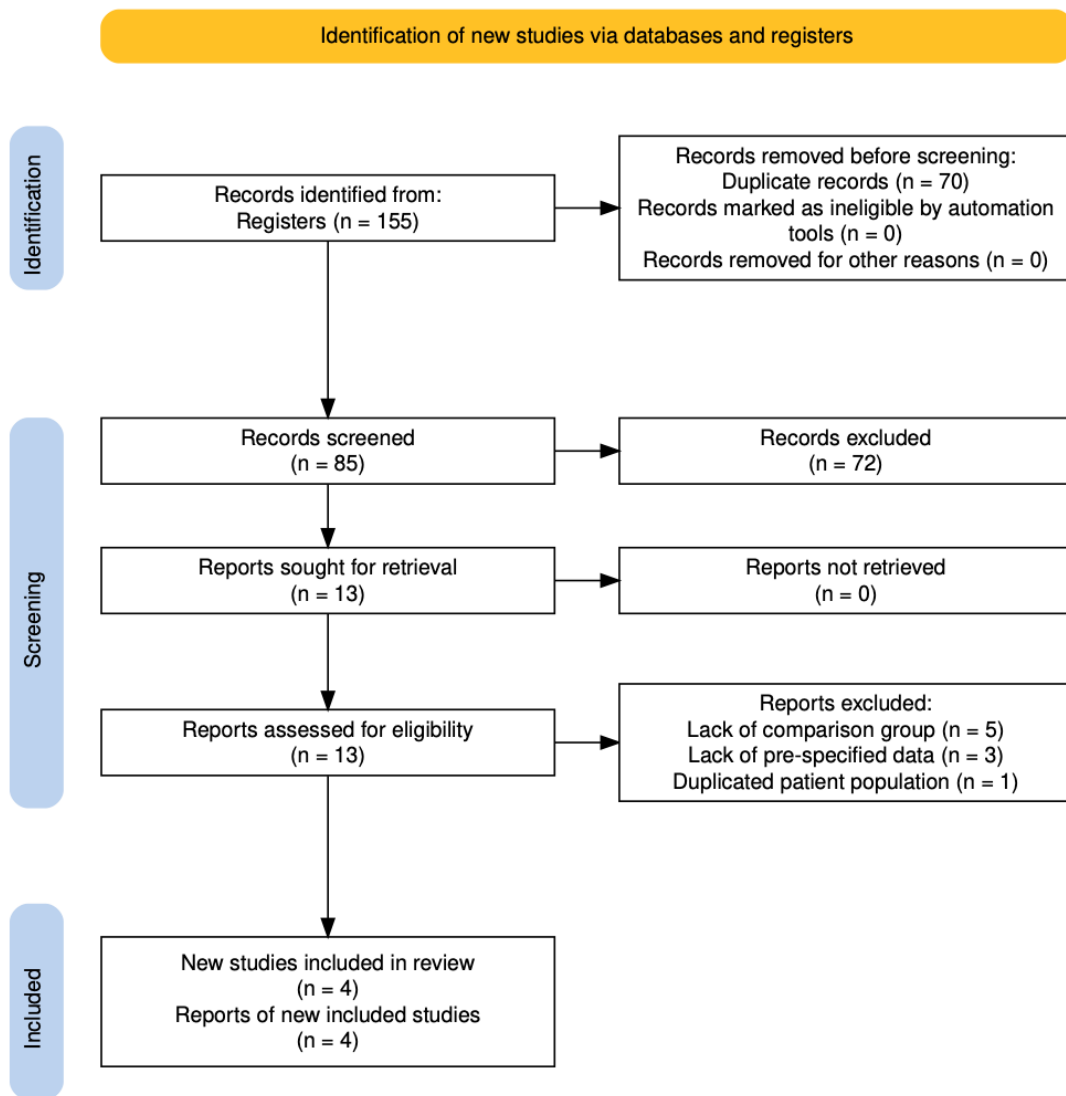 Identification of new studies via databases and registers
Identification
Records identified from:
Registers (n = 155)
Records removed before screening:
Duplicate records (n = 70)
Records marked as ineligible by automation
tools (n = 0)
Records removed for other reasons (n = 0)
Screening
Records screened
(n = 85)
Records excluded
(n = 72)
Reports sought for retrieval
(n = 13)
Reports not retrieved
(n = 0)
Reports assessed for eligibility
(n = 13)
Reports excluded:
Lack of comparison group (n = 5)
Lack of pre-specified data (n = 3)
Duplicated patient population (n = 1)
Included
New studies included in review
(n = 4)
Reports of new included studies
(n = 4)